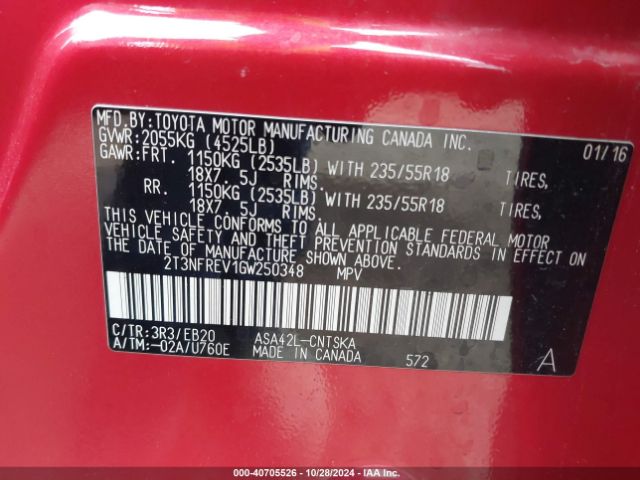 MFD. BY: TOYOTA MOTOR MANUFACTURING CANADA INC.
GVWR: 2055KG (4525LB) 01/16
GAWR: FRT. 1150KG (2535LB) WITH 235/55R18 TIRES,
18X7. 5J RIMS.
RR. 1150KG (2535LB) WITH 235/55R18 TIRES,
18X7. 5J RIMS.
THIS VEHICLE CONFORMS TO ALL APPLICABLE FEDERAL MOTOR
VEHICLE SAFETY AND THEFT PREVENTION STANDARDS IN EFFECT ON
THE DATE OF MANUFACTURE SHOWN ABOVE.
2T3NFREV1GW250348 MPV
C/TR: 3R3/EB20 ASA42L-CNTSKA
A/TM: -02A/U760E MADE IN CANADA 572 A
000-40705526 - 10/28/2024 - IAAI.COM